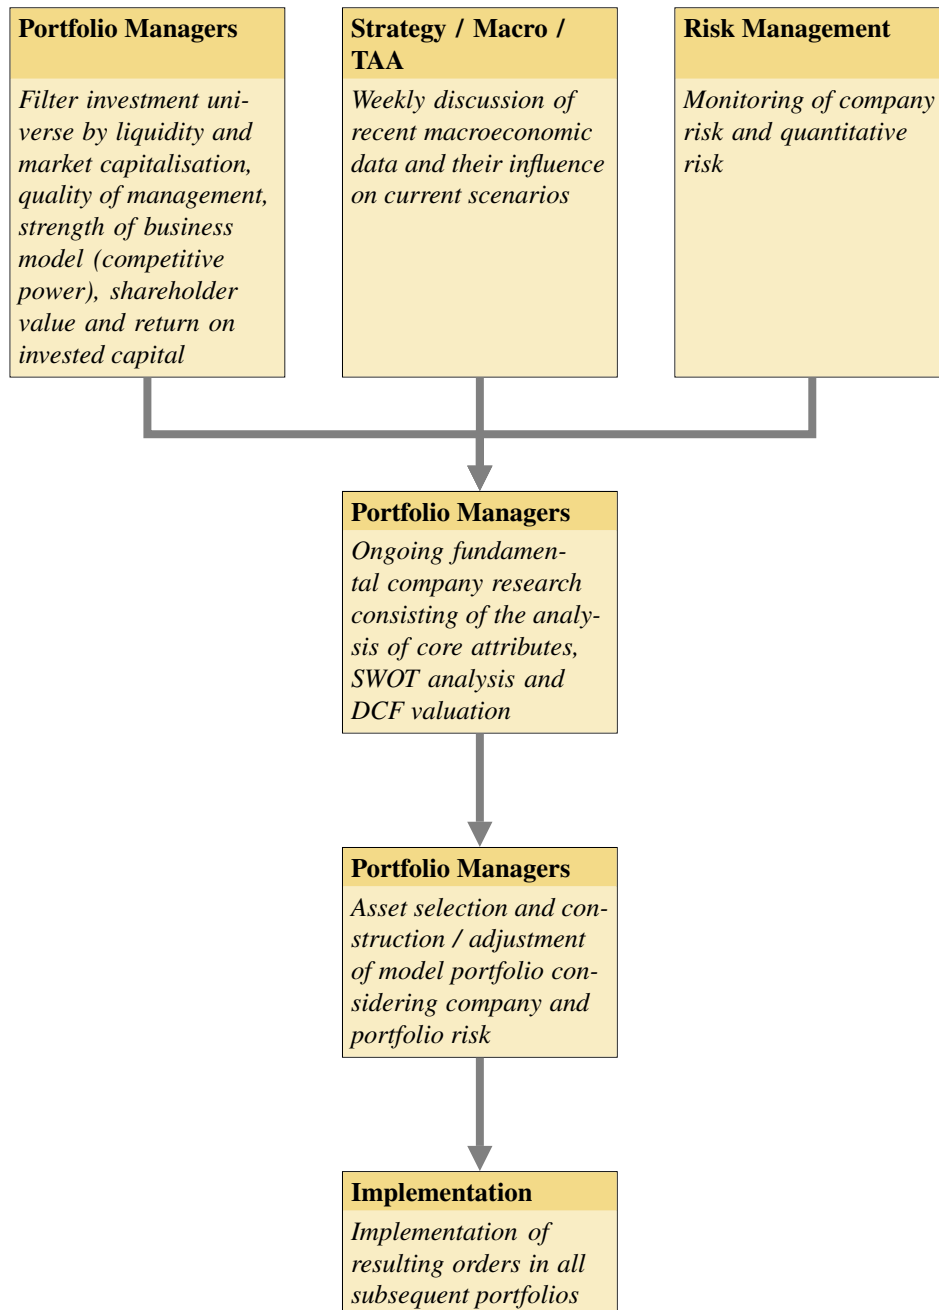 Portfolio Managers
Filter investment uni-
verse by liquidity and
market capitalisation,
quality of management,
strength of business
model (competitive
power), shareholder
value and return on
invested capital
Strategy / Macro /
TAA
Weekly discussion of
recent macroeconomic
data and their influence
on current scenarios
Risk Management
Monitoring of company
risk and quantitative
risk
Portfolio Managers
Ongoing fundamen-
tal company research
consisting of the analy-
sis of core attributes,
SWOT analysis and
DCF valuation
Portfolio Managers
Asset selection and con-
struction / adjustment
of model portfolio con-
sidering company and
portfolio risk
Implementation
Implementation of
resulting orders in all
subsequent portfolios